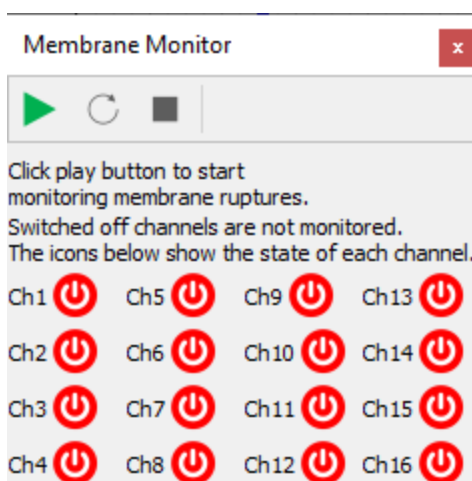 Membrane Monitor
x
Click play button to start
monitoring membrane ruptures.
Switched off channels are not monitored.
The icons below show the state of each channel.
Ch1 Ch5 Ch9 Ch13
Ch2 Ch6 Ch10 Ch14
Ch3 Ch7 Ch11 Ch15
Ch4 Ch8 Ch12 Ch16